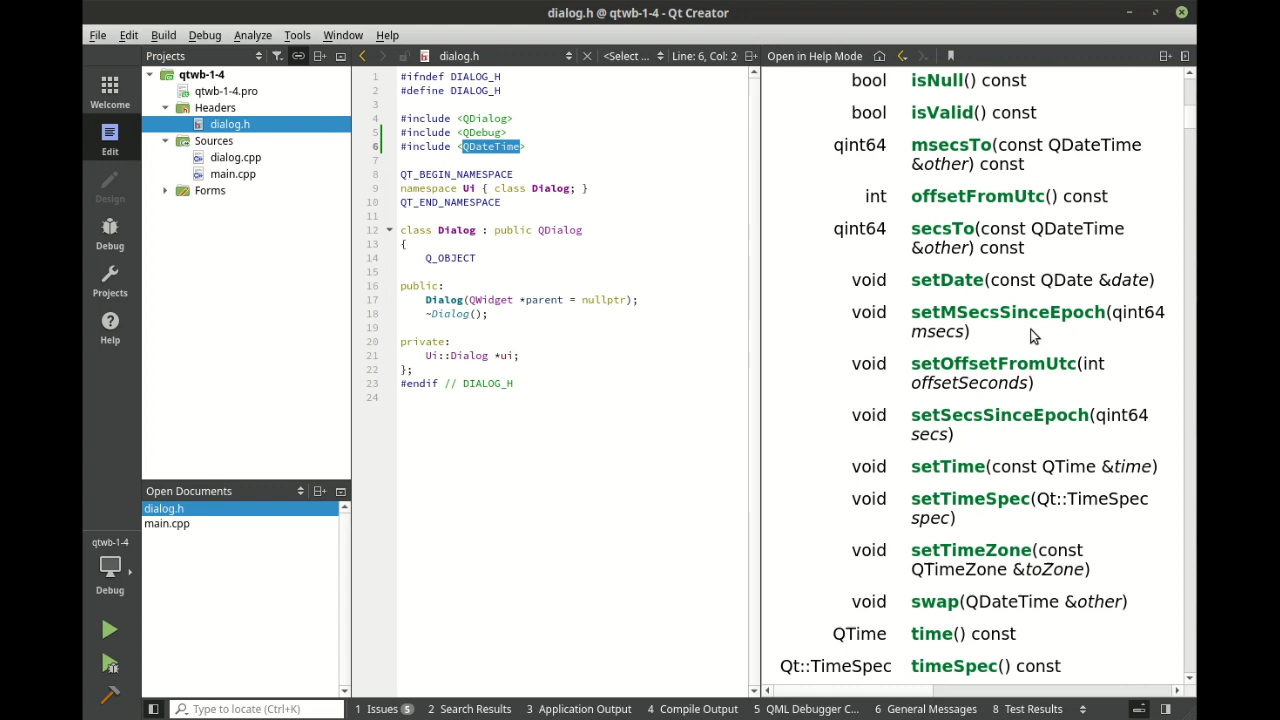 dialog.h @ qtwb-1-4 - Qt Creator
File Edit Build Debug Analyze Tools Window Help
Projects
dialog.h
<Select ...
Line: 6, Col: 2
Open in Help Mode
Welcome
Edit
Design
Debug
Projects
Help
qtwb-1-4
Debug
qtwb-1-4
qtwb-1-4.pro
Headers
dialog.h
Sources
dialog.cpp
main.cpp
Forms
Open Documents
dialog.h
main.cpp
1 #ifndef DIALOG_H
2 #define DIALOG_H
3
4 #include <QDialog>
5 #include <QDebug>
6 #include <QDateTime>
7
8 QT_BEGIN_NAMESPACE
9 namespace Ui { class Dialog; }
10 QT_END_NAMESPACE
11
12 class Dialog : public QDialog
13 {
14 Q_OBJECT
15
16 public:
17 Dialog(QWidget *parent = nullptr);
18 ~Dialog();
19
20 private:
21 Ui::Dialog *ui;
22 };
23 #endif // DIALOG_H
24
bool isNull() const
bool isValid() const
qint64 msecsTo(const QDateTime
&other) const
int offsetFromUtc() const
qint64 secsTo(const QDateTime
&other) const
void setDate(const QDate &date)
void setMSecsSinceEpoch(qint64
msecs)
void setOffsetFromUtc(int
offsetSeconds)
void setSecsSinceEpoch(qint64
secs)
void setTime(const QTime &time)
void setTimeSpec(Qt::TimeSpec
spec)
void setTimeZone(const
QTimeZone &toZone)
void swap(QDateTime &other)
QTime time() const
Qt::TimeSpec timeSpec() const
Type to locate (Ctrl+K)
1 Issues 5
2 Search Results
3 Application Output
4 Compile Output
5 QML Debugger C...
6 General Messages
8 Test Results